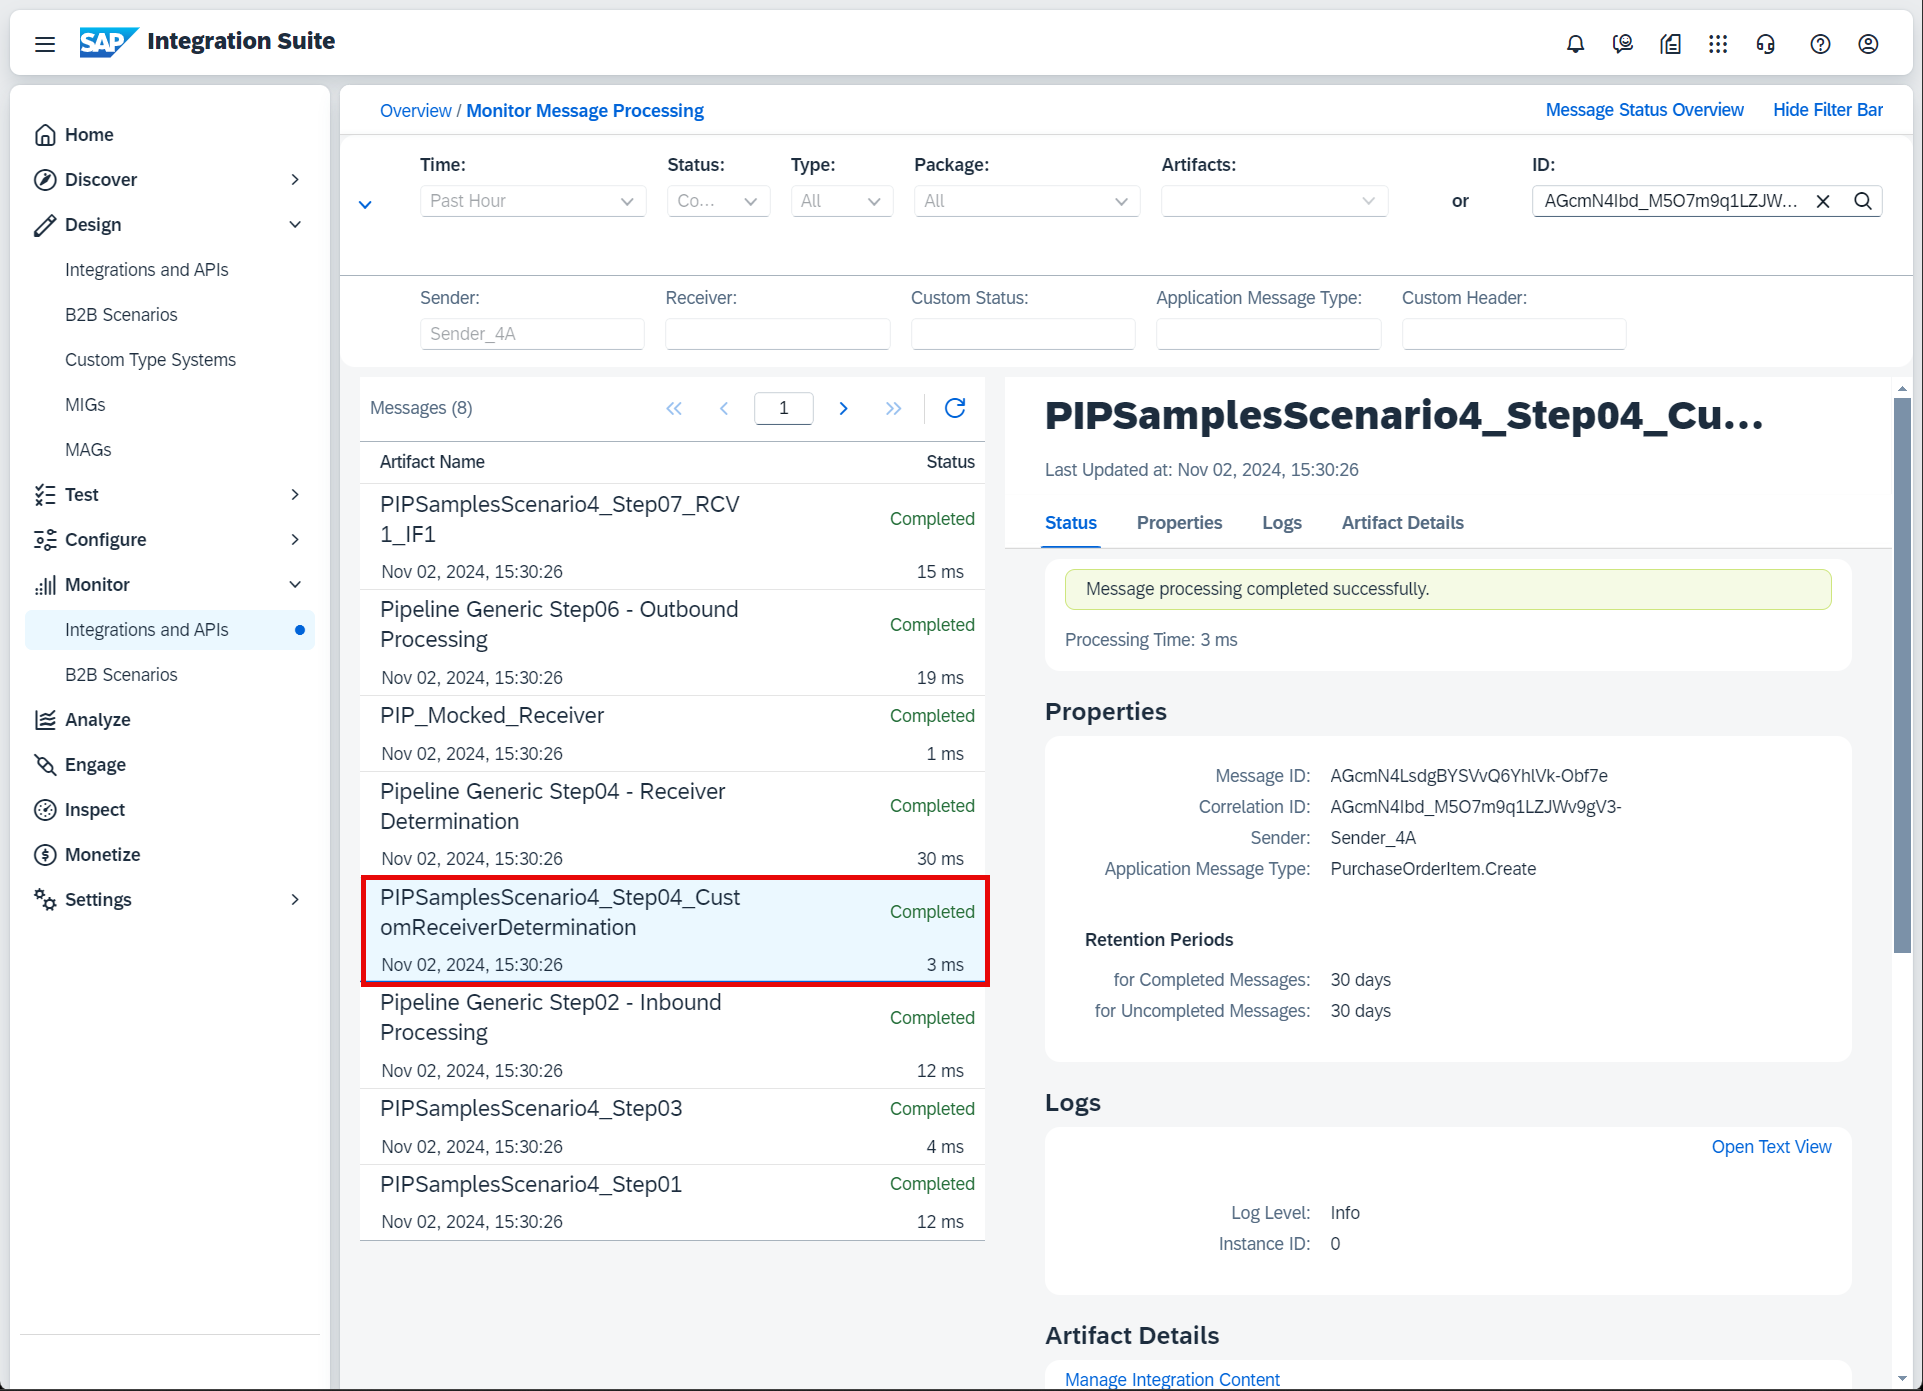 SAP Integration Suite
Home
Discover
Design
Integrations and APIs
B2B Scenarios
Custom Type Systems
MIGs
MAGs
Test
Configure
Monitor
Integrations and APIs
B2B Scenarios
Analyze
Engage
Inspect
Monetize
Settings
Overview / Monitor Message Processing
Message Status Overview
Hide Filter Bar
Time: Status: Type: Package: Artifacts: ID:
Past Hour Co... All All or AGcmN4Ibd_M5O7m9q1LZJW...
Sender: Receiver: Custom Status: Application Message Type: Custom Header:
Sender_4A
Messages (8)
1
Artifact Name Status
PIPSamplesScenario4_Step07_RCV
1_IF1
Completed
Nov 02, 2024, 15:30:26 15 ms
Pipeline Generic Step06 - Outbound
Processing
Completed
Nov 02, 2024, 15:30:26 19 ms
PIP_Mocked_Receiver Completed
Nov 02, 2024, 15:30:26 1 ms
Pipeline Generic Step04 - Receiver
Determination
Completed
Nov 02, 2024, 15:30:26 30 ms
PIPSamplesScenario4_Step04_Cust
omReceiverDetermination
Completed
Nov 02, 2024, 15:30:26 3 ms
Pipeline Generic Step02 - Inbound
Processing
Completed
Nov 02, 2024, 15:30:26 12 ms
PIPSamplesScenario4_Step03 Completed
Nov 02, 2024, 15:30:26 4 ms
PIPSamplesScenario4_Step01 Completed
Nov 02, 2024, 15:30:26 12 ms
PIPSamplesScenario4_Step04_Cu...
Last Updated at: Nov 02, 2024, 15:30:26
Status Properties Logs Artifact Details
Message processing completed successfully.
Processing Time: 3 ms
Properties
Message ID: AGcmN4LsdgBYSVvQ6YhlVk-Obf7e
Correlation ID: AGcmN4Ibd_M5O7m9q1LZJWv9gV3-
Sender: Sender_4A
Application Message Type: PurchaseOrderItem.Create
Retention Periods
for Completed Messages: 30 days
for Uncompleted Messages: 30 days
Logs
Open Text View
Log Level: Info
Instance ID: 0
Artifact Details
Manage Integration Content